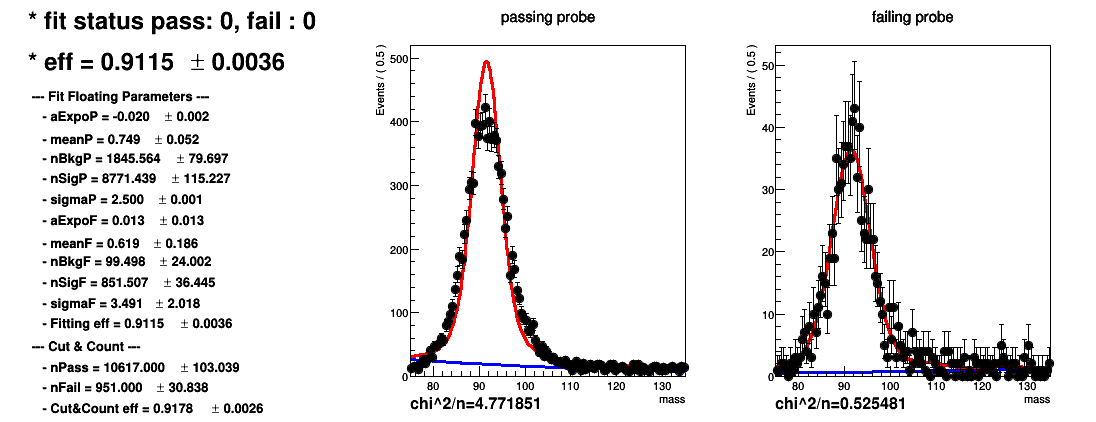 * fit status pass: 0, fail : 0
* eff = 0.9115 ± 0.0036
--- Fit Floating Parameters ---
- aExpoP = -0.020 ± 0.002
- meanP = 0.749 ± 0.052
- nBkgP = 1845.564 ± 79.697
- nSigP = 8771.439 ± 115.227
- sigmaP = 2.500 ± 0.001
- aExpoF = 0.013 ± 0.013
- meanF = 0.619 ± 0.186
- nBkgF = 99.498 ± 24.002
- nSigF = 851.507 ± 36.445
- sigmaF = 3.491 ± 2.018
- Fitting eff = 0.9115 ± 0.0036
--- Cut & Count ---
- nPass = 10617.000 ± 103.039
- nFail = 951.000 ± 30.838
- Cut&Count eff = 0.9178 ± 0.0026
passing probe
Events / ( 0.5 )
500
400
300
200
100
0
80 90 100 110 120 130
mass
chi^2/n=4.771851
failing probe
Events / ( 0.5 )
50
40
30
20
10
0
80 90 100 110 120 130
mass
chi^2/n=0.525481